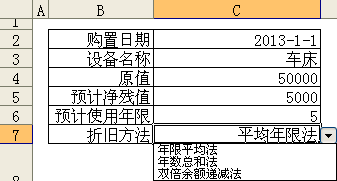 A B C
1
2 购置日期 2013-1-1
3 设备名称 车床
4 原值 50000
5 预计净残值 5000
6 预计使用年限 5
7 折旧方法 平均年限法
年限平均法
年数总和法
8 双倍余额递减法